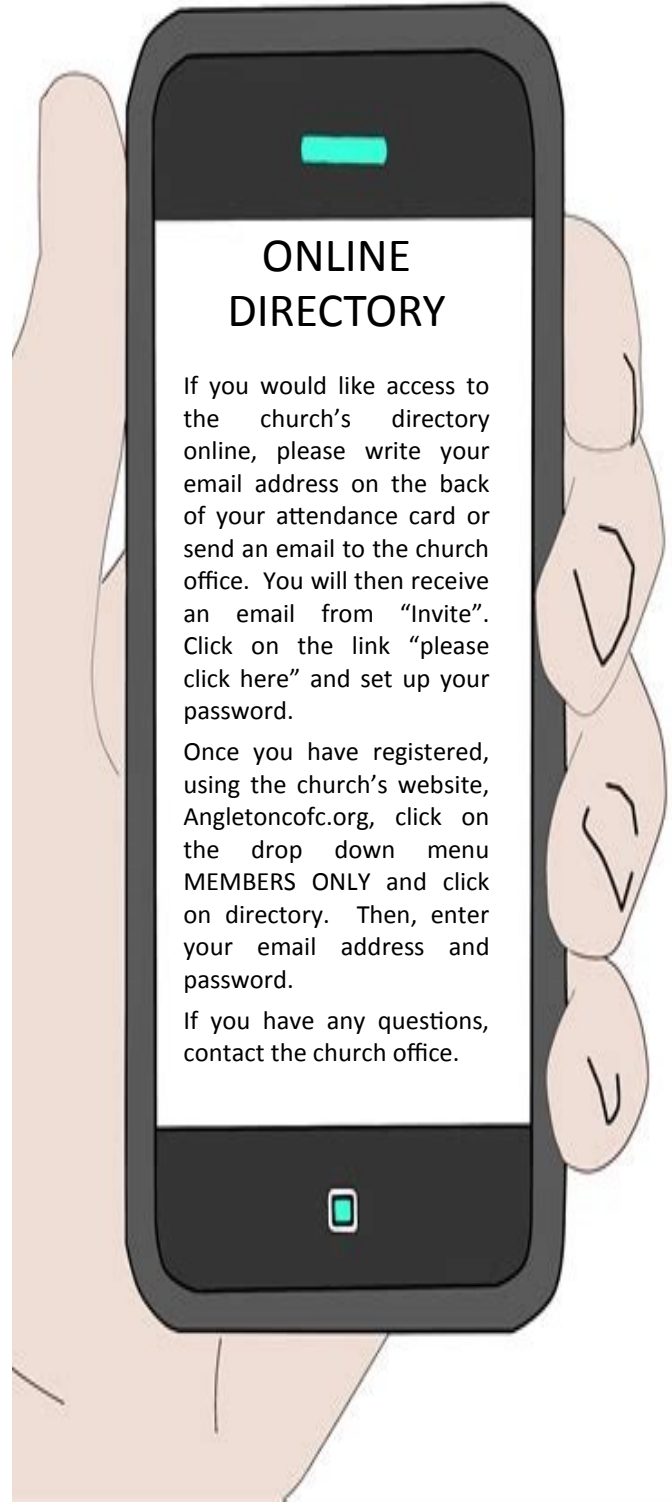 ONLINE
DIRECTORY
If you would like access to
the church’s directory
online, please write your
email address on the back
of your attendance card or
send an email to the church
office. You will then receive
an email from “Invite”.
Click on the link “please
click here” and set up your
password.
Once you have registered,
using the church’s website,
Angletoncofc.org, click on
the drop down menu
MEMBERS ONLY and click
on directory. Then, enter
your email address and
password.
If you have any questions,
contact the church office.